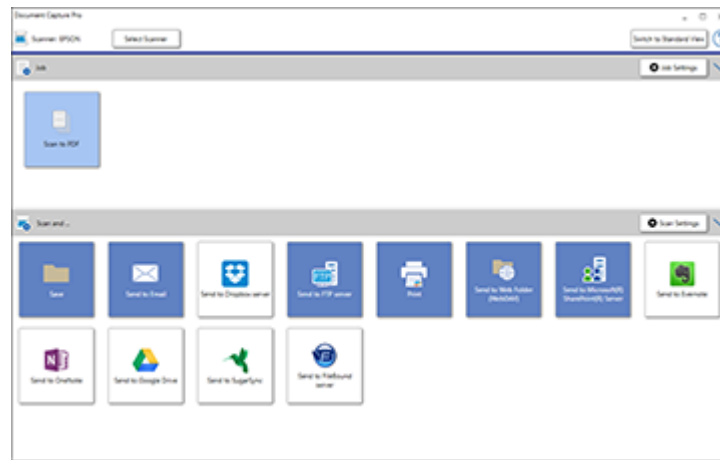 Document Capture Pro
Scanner: EPSON
Select Scanner
Switch to Standard View
Job
Job Settings
Scan to PDF
Scan and ...
Scan Settings
Save
Send to Email
Send to Dropbox server
Send to FTP server
FTP
Print
Send to Web Folder
(WebDAV)
Send to Microsoft(R)
SharePoint(R) Server
Send to Evernote
N
Send to OneNote
Send to Google Drive
Send to SugarSync
Send to FileBound
server